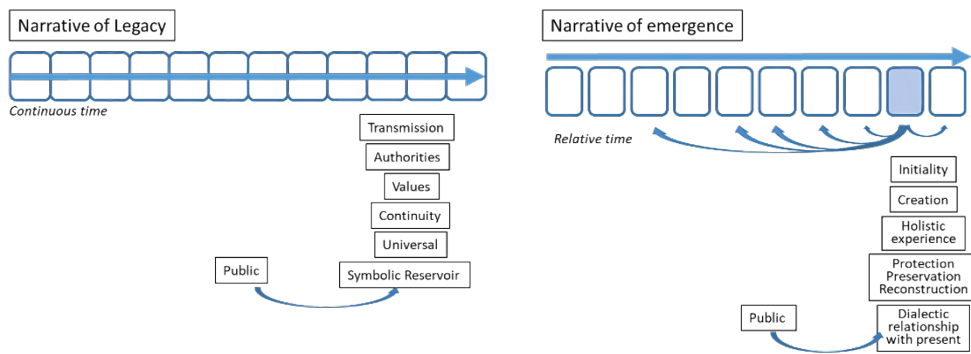 Narrative of Legacy
Continuous time
Transmission
Authorities
Values
Continuity
Universal
Public
Symbolic Reservoir
Narrative of emergence
Relative time
Initiality
Creation
Holistic
experience
Protection
Preservation
Reconstruction
Public
Dialectic
relationship
with present